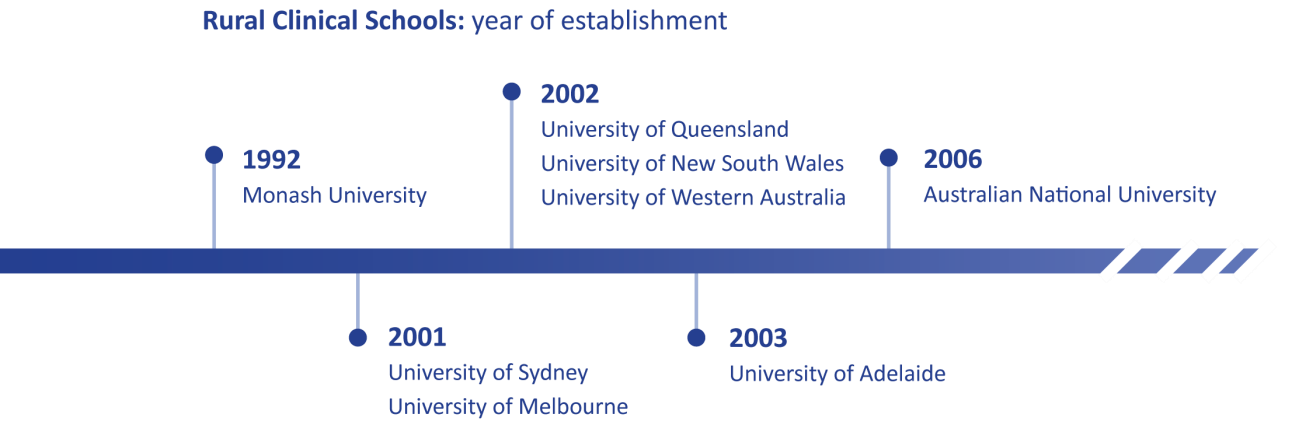 Rural Clinical Schools: year of establishment
1992
Monash University
2001
University of Sydney
University of Melbourne
2002
University of Queensland
University of New South Wales
University of Western Australia
2003
University of Adelaide
2006
Australian National University